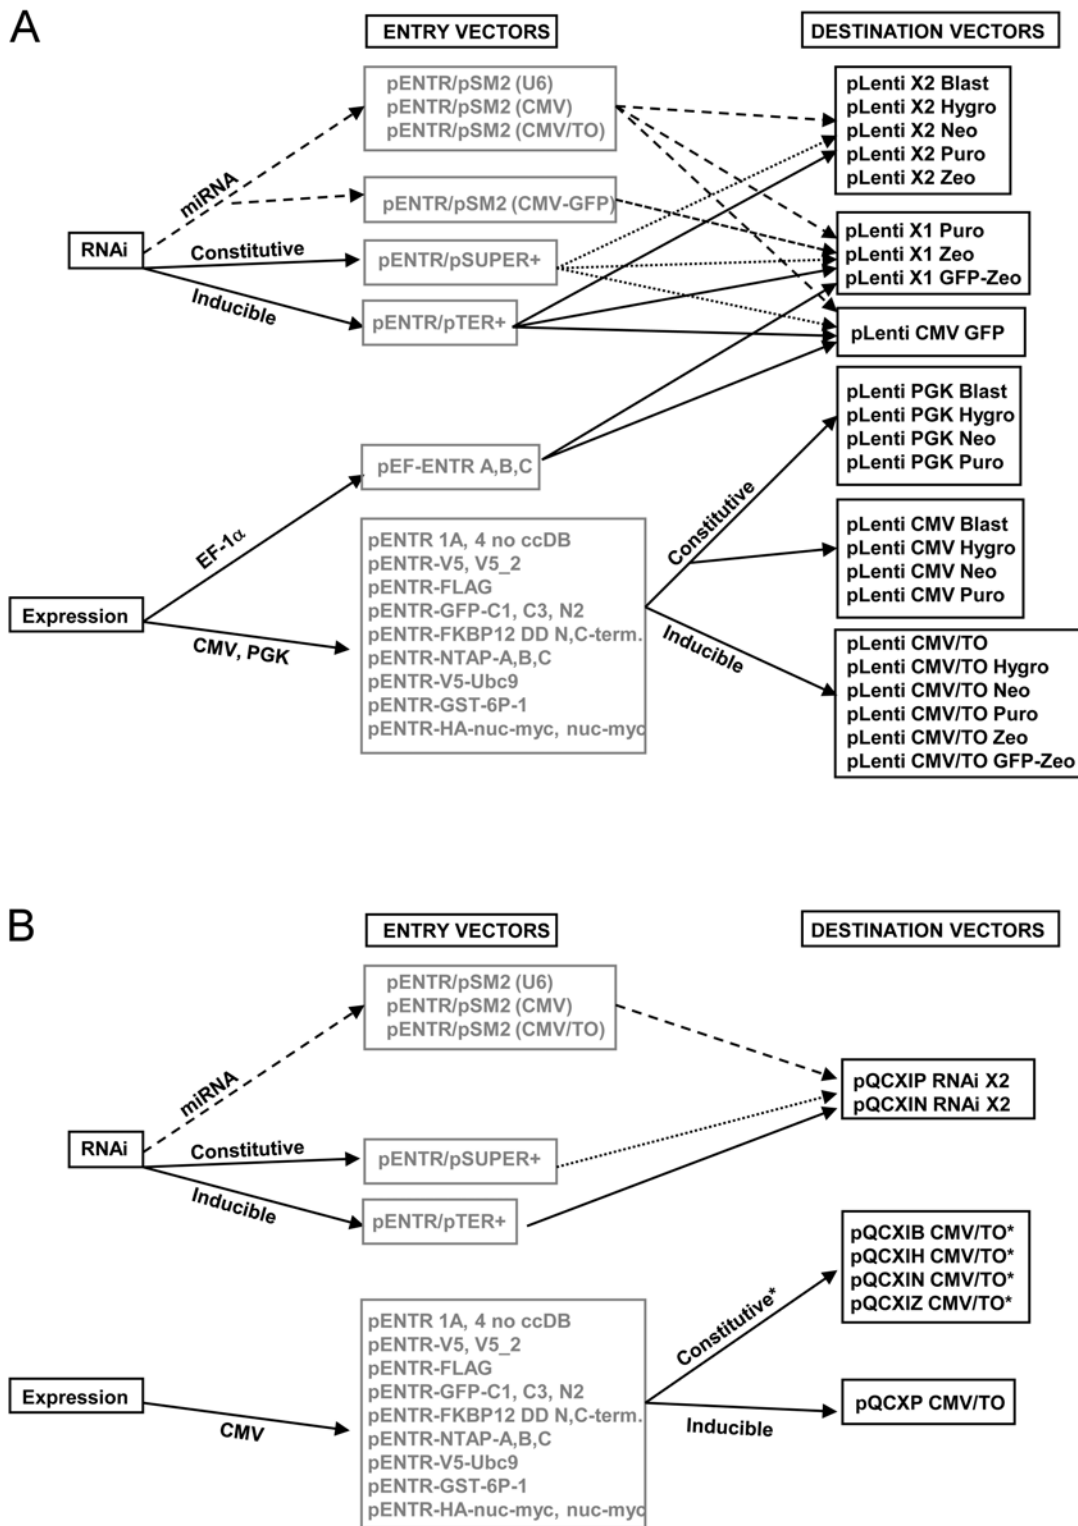 A
ENTRY VECTORS
DESTINATION VECTORS
pENTR/pSM2 (U6)
pENTR/pSM2 (CMV)
pENTR/pSM2 (CMV/TO)
pLenti X2 Blast
pLenti X2 Hygro
pLenti X2 Neo
pLenti X2 Puro
pLenti X2 Zeo
miRNA
pENTR/pSM2 (CMV-GFP)
RNAi
Constitutive
pENTR/pSUPER+
pLenti X1 Puro
pLenti X1 Zeo
pLenti X1 GFP-Zeo
Inducible
pENTR/pTER+
pLenti CMV GFP
pLenti PGK Blast
pLenti PGK Hygro
pLenti PGK Neo
pLenti PGK Puro
pEF-ENTR A,B,C
EF-1α
Constitutive
pENTR 1A, 4 no ccDB
pENTR-V5, V5_2
pENTR-FLAG
pENTR-GFP-C1, C3, N2
pENTR-FKBP12 DD N,C-term.
pENTR-NTAP-A,B,C
pENTR-V5-Ubc9
pENTR-GST-6P-1
pENTR-HA-nuc-myc, nuc-myc
pLenti CMV Blast
pLenti CMV Hygro
pLenti CMV Neo
pLenti CMV Puro
Expression
CMV, PGK
Inducible
pLenti CMV/TO
pLenti CMV/TO Hygro
pLenti CMV/TO Neo
pLenti CMV/TO Puro
pLenti CMV/TO Zeo
pLenti CMV/TO GFP-Zeo
B
ENTRY VECTORS
DESTINATION VECTORS
pENTR/pSM2 (U6)
pENTR/pSM2 (CMV)
pENTR/pSM2 (CMV/TO)
miRNA
pQCXIP RNAi X2
pQCXIN RNAi X2
RNAi
Constitutive
pENTR/pSUPER+
Inducible
pENTR/pTER+
pQCXIB CMV/TO*
pQCXIH CMV/TO*
pQCXIN CMV/TO*
pQCXIZ CMV/TO*
Constitutive*
pENTR 1A, 4 no ccDB
pENTR-V5, V5_2
pENTR-FLAG
pENTR-GFP-C1, C3, N2
pENTR-FKBP12 DD N,C-term.
pENTR-NTAP-A,B,C
pENTR-V5-Ubc9
pENTR-GST-6P-1
pENTR-HA-nuc-myc, nuc-myc
Expression
CMV
Inducible
pQCXP CMV/TO